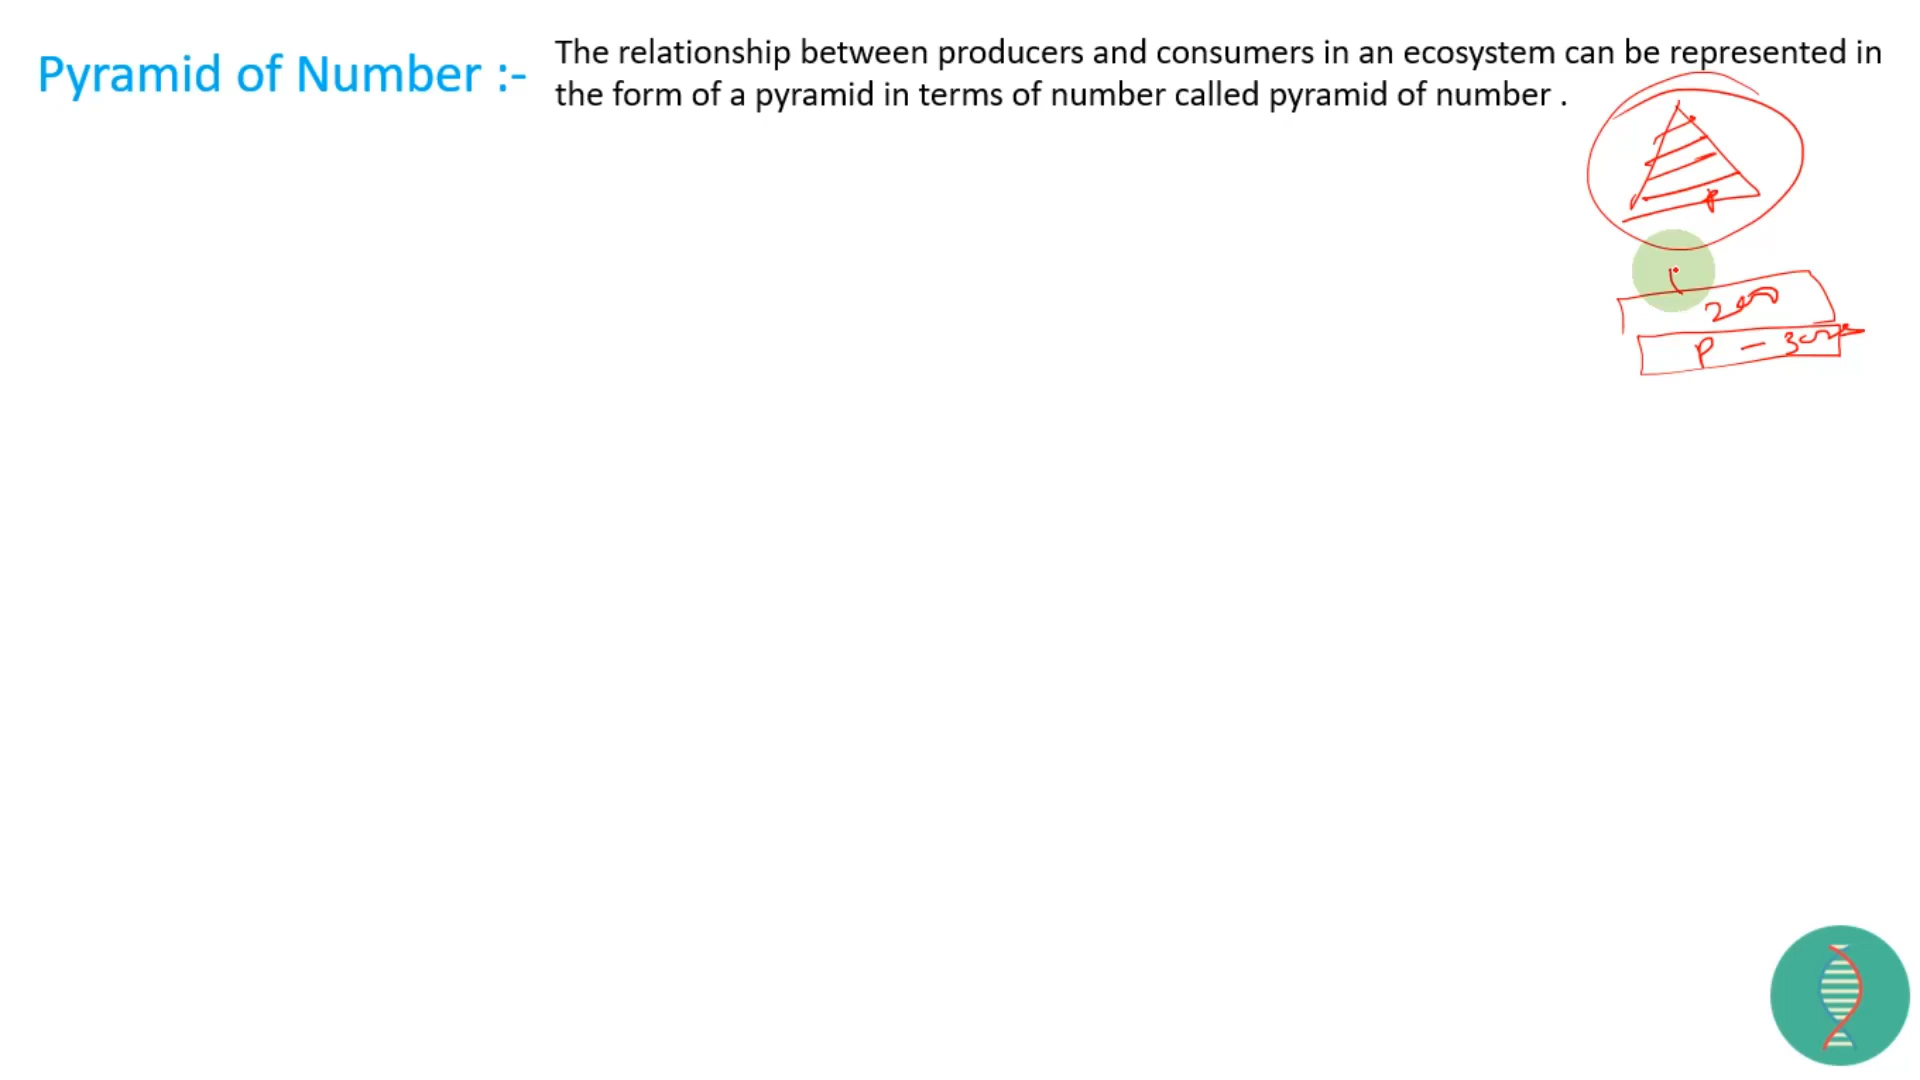 Pyramid of Number :-
The relationship between producers and consumers in an ecosystem can be represented in
the form of a pyramid in terms of number called pyramid of number .
P
200
P -